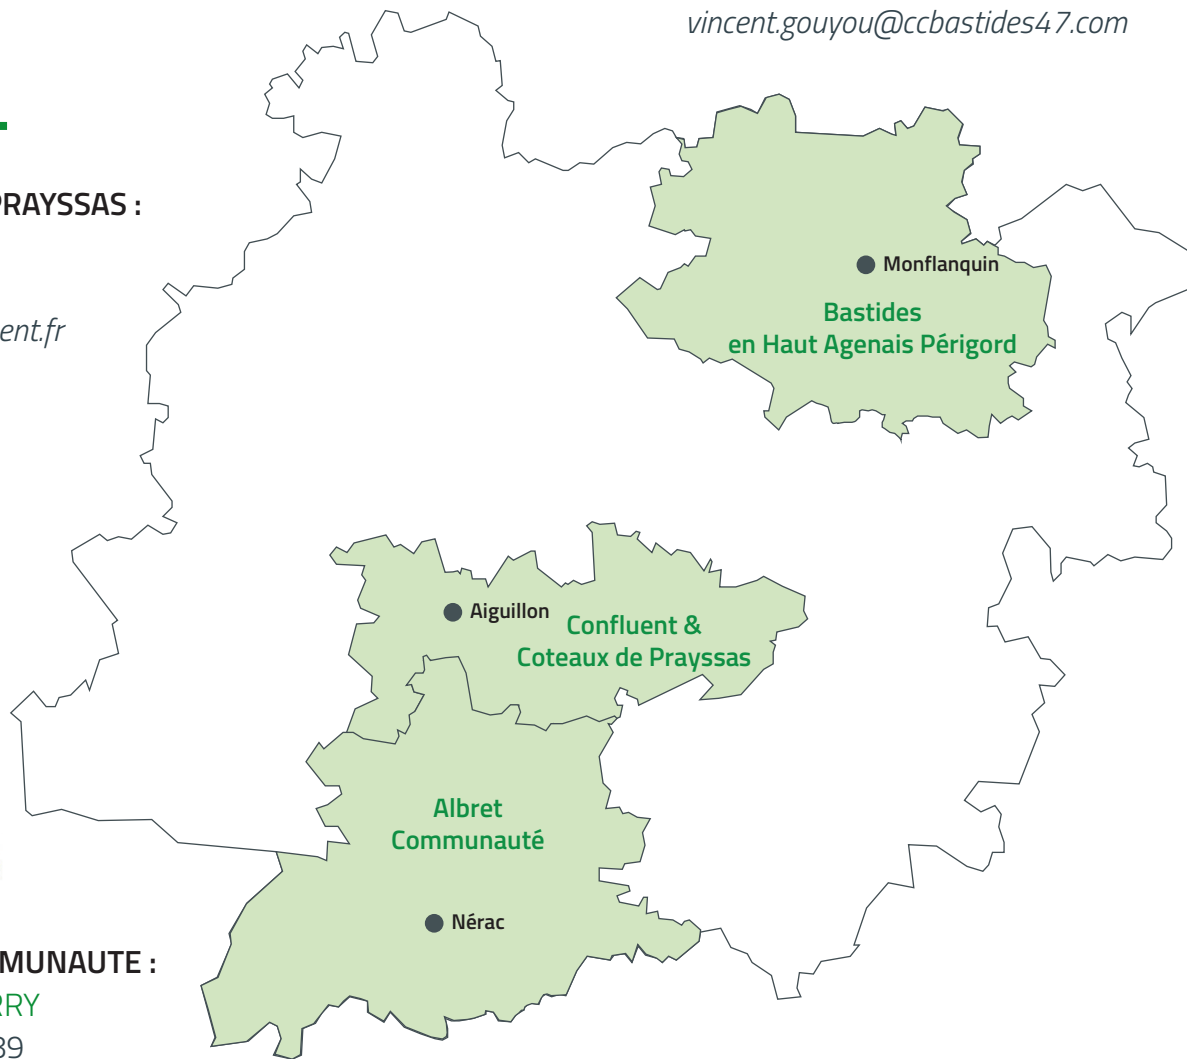 vincent.gouyou@ccbastides47.com
PRAYSSAS :
ent.fr
Monflanquin
Bastides
en Haut Agenais Périgord
Aiguillon
Confluent &
Coteaux de Prayssas
Albret
Communauté
Nérac
MUNAUTE :
RRY
39